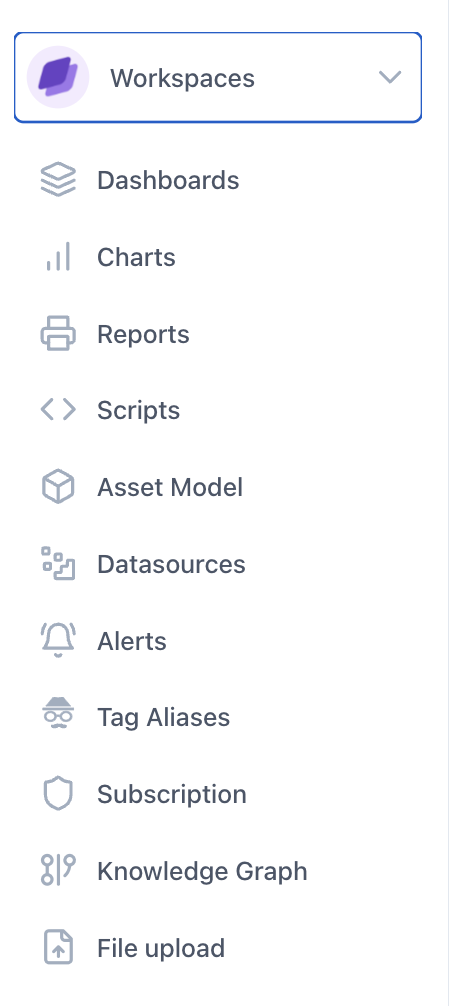 Workspaces
Dashboards
Charts
Reports
Scripts
Asset Model
Datasources
Alerts
Tag Aliases
Subscription
Knowledge Graph
File upload